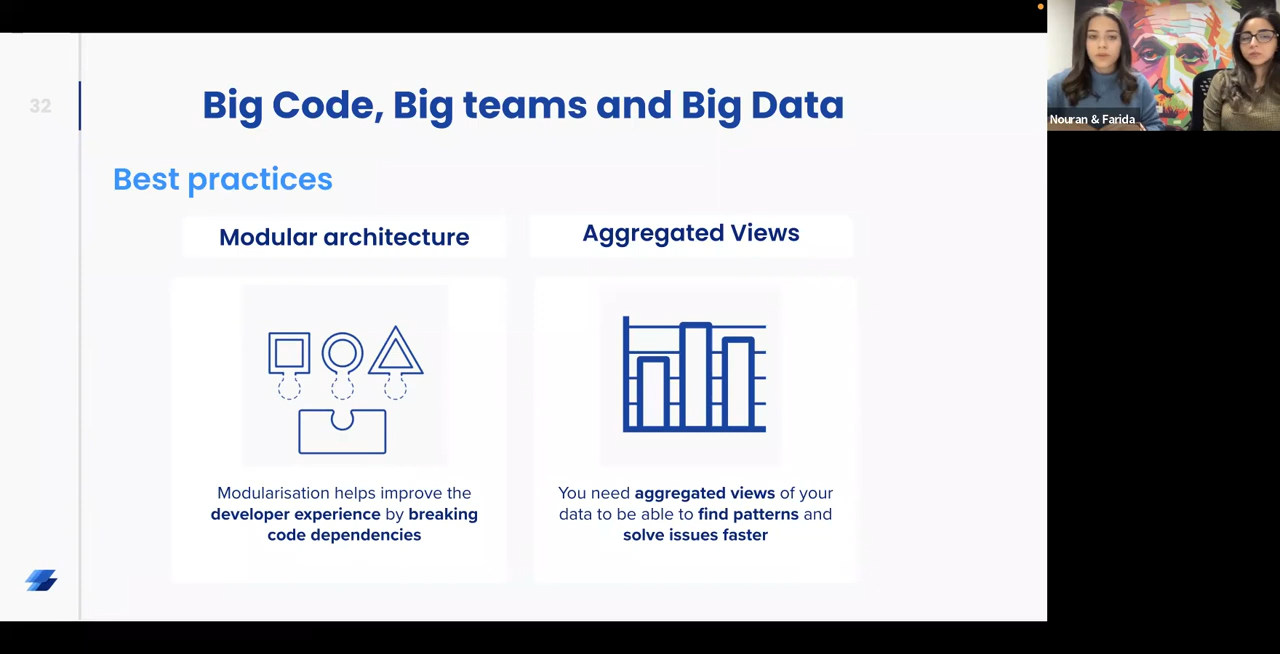 32
Big Code, Big teams and Big Data
Best practices
Modular architecture
Aggregated Views
Modularisation helps improve the
developer experience by breaking
code dependencies
You need aggregated views of your
data to be able to find patterns and
solve issues faster
Nouran & Farida